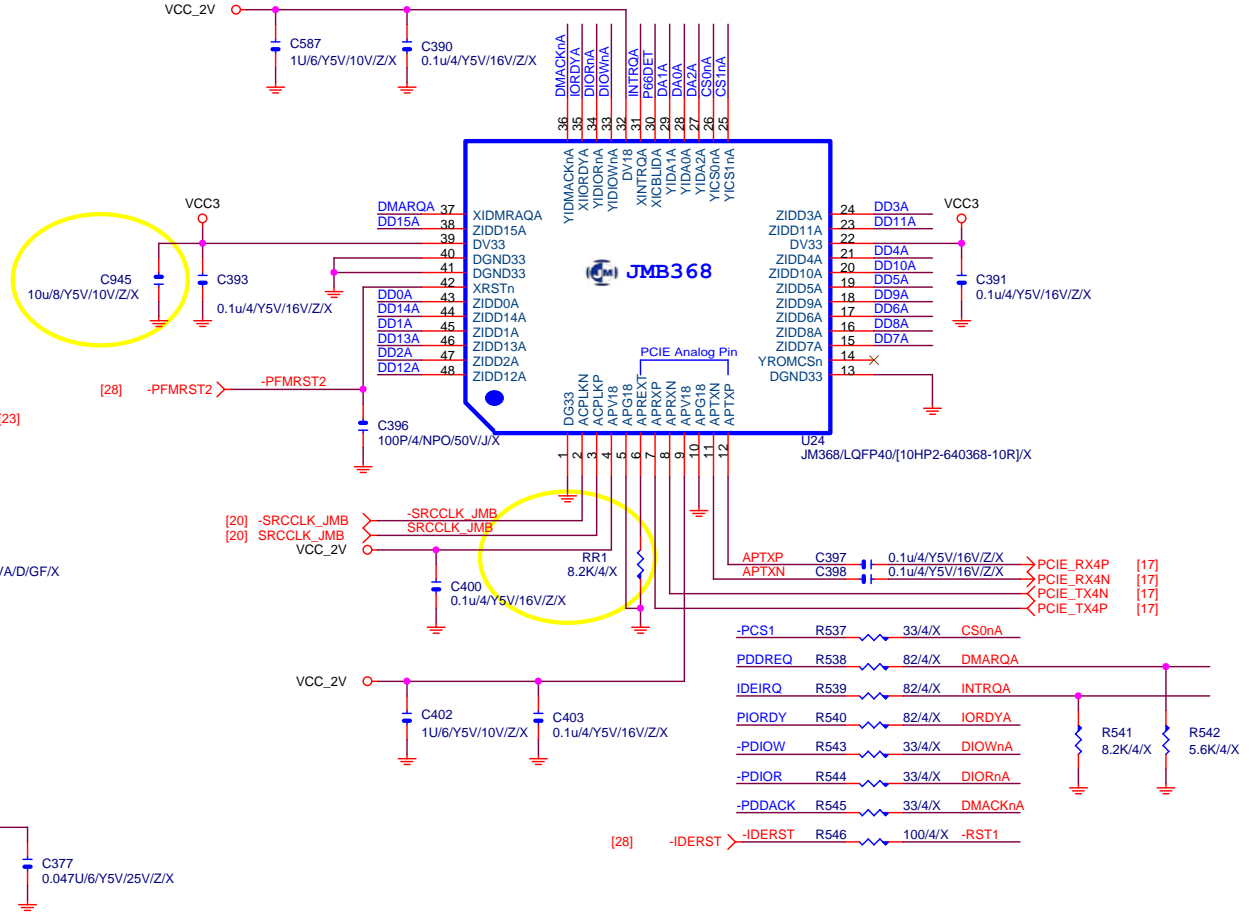 VCC_2V
C587
1U/6/Y5V/10V/Z/X
C390
0.1u/4/Y5V/16V/Z/X
DMACKnA
IORDYA
DIORnA
DIOWnA
INTRQA
P66DET
DA1A
DA0A
DA2A
CS0nA
CS1nA
36
35
34
33
32
31
30
29
28
27
26
25
YIDMACKnA
XIIORDYA
YIDIORnA
YIDIOWnA
DV18
XINTRQA
XICBLIDA
YIDA1A
YIDA0A
YIDA2A
YICS0nA
YICS1nA
VCC3
C945
10u/8/Y5V/10V/Z/X
C393
0.1u/4/Y5V/16V/Z/X
DMARQA 37 XIDMRAQA
DD15A 38 ZIDD15A
39 DV33
40 DGND33
41 DGND33
42 XRSTn
DD0A 43 ZIDD0A
DD14A 44 ZIDD14A
DD1A 45 ZIDD1A
DD13A 46 ZIDD13A
DD2A 47 ZIDD2A
DD12A 48 ZIDD12A
JM JMB368
PCIE Analog Pin
ZIDD3A 24 DD3A
ZIDD11A 23 DD11A
DV33 22
ZIDD4A 21 DD4A
ZIDD10A 20 DD10A
ZIDD5A 19 DD5A
ZIDD9A 18 DD9A
ZIDD6A 17 DD6A
ZIDD8A 16 DD8A
ZIDD7A 15 DD7A
YROMCSn 14
DGND33 13
VCC3
C391
0.1u/4/Y5V/16V/Z/X
[28] -PFMRST2 -PFMRST2
[23]
C396
100P/4/NPO/50V/J/X
DG33
ACPLKN
ACPLKP
APV18
APG18
APREXT
APRXP
APRXN
APV18
APG18
APTXN
APTXP
1
2
3
4
5
6
7
8
9
10
11
12
U24
JM368/LQFP40/[10HP2-640368-10R]/X
[20] -SRCCLK_JMB -SRCCLK_JMB
[20] SRCCLK_JMB SRCCLK_JMB
VCC_2V
C400
0.1u/4/Y5V/16V/Z/X
RR1
8.2K/4/X
/A/D/GF/X
APTXP C397 0.1u/4/Y5V/16V/Z/X PCIE_RX4P [17]
APTXN C398 0.1u/4/Y5V/16V/Z/X PCIE_RX4N [17]
PCIE_TX4N [17]
PCIE_TX4P [17]
VCC_2V
C402
1U/6/Y5V/10V/Z/X
C403
0.1u/4/Y5V/16V/Z/X
-PCS1 R537 33/4/X CS0nA
PDDREQ R538 82/4/X DMARQA
IDEIRQ R539 82/4/X INTRQA
PIORDY R540 82/4/X IORDYA
-PDIOW R543 33/4/X DIOWnA
-PDIOR R544 33/4/X DIORnA
-PDDACK R545 33/4/X DMACKnA
[28] -IDERST -IDERST R546 100/4/X -RST1
R541
8.2K/4/X
R542
5.6K/4/X
C377
0.047U/6/Y5V/25V/Z/X